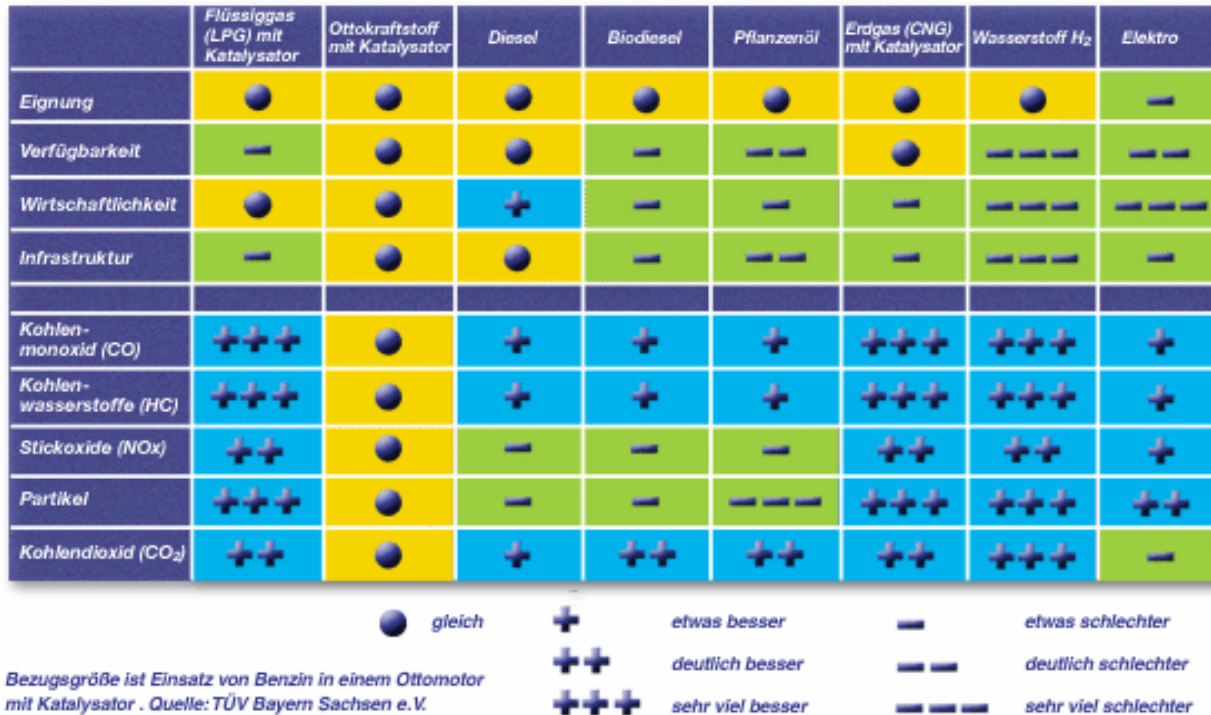 Flüssiggas
(LPG) mit
Katalysator
Ottokraftstoff
mit Katalysator
Diesel
Biodiesel
Pflanzenöl
Erdgas (CNG)
mit Katalysator
Wasserstoff H₂
Elektro
Eignung
Verfügbarkeit
Wirtschaftlichkeit
Infrastruktur
Kohlen-
monoxid (CO)
Kohlen-
wasserstoffe (HC)
Stickoxide (NOx)
Partikel
Kohlendioxid (CO₂)
gleich
etwas besser
etwas schlechter
deutlich besser
deutlich schlechter
sehr viel besser
sehr viel schlechter
Bezugsgröße ist Einsatz von Benzin in einem Ottomotor
mit Katalysator . Quelle: TÜV Bayern Sachsen e.V.